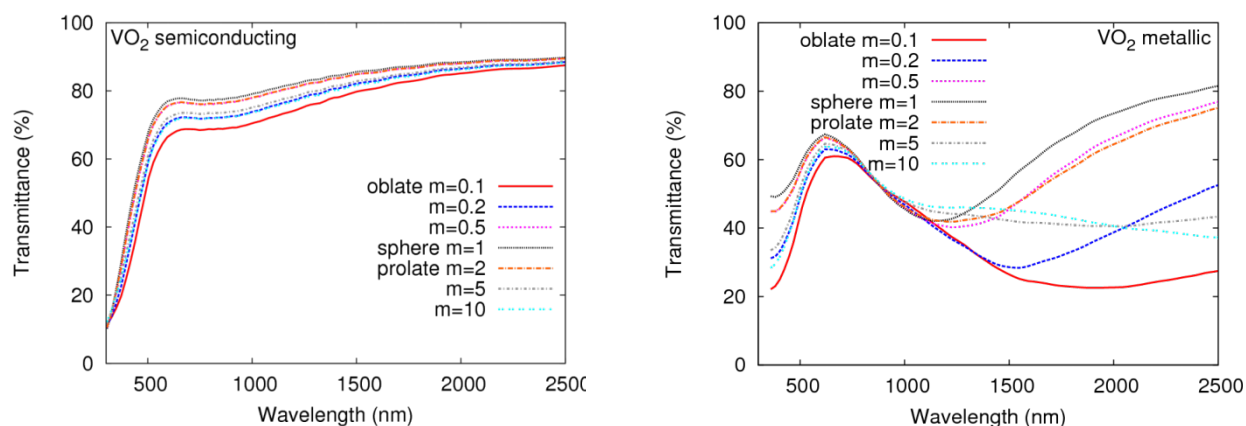 VO2 semiconducting
Transmittance (%)
100
80
60
40
20
0
oblate m=0.1
m=0.2
m=0.5
sphere m=1
prolate m=2
m=5
m=10
500
1000
1500
2000
2500
Wavelength (nm)
VO2 metallic
Transmittance (%)
100
80
60
40
20
0
oblate m=0.1
m=0.2
m=0.5
sphere m=1
prolate m=2
m=5
m=10
500
1000
1500
2000
2500
Wavelength (nm)